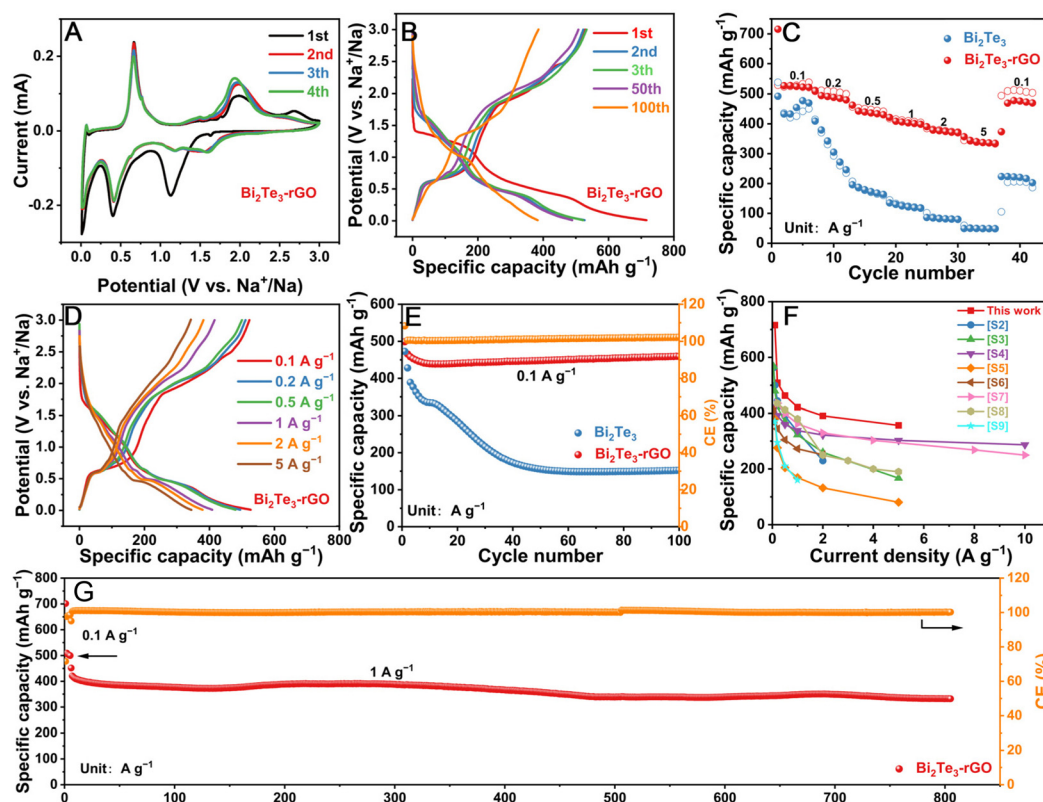 A
0.2
0.0
-0.2
Current (mA)
1st
2nd
3th
4th
Bi₂Te₃-rGO
0.0 0.5 1.0 1.5 2.0 2.5 3.0
Potential (V vs. Na⁺/Na)
B
3.0
2.5
2.0
1.5
1.0
0.5
0.0
Potential (V vs. Na⁺/Na)
1st
2nd
3th
50th
100th
Bi₂Te₃-rGO
0 200 400 600 800
Specific capacity (mAh g⁻¹)
C
800
700
600
500
400
300
200
100
0
Specific capacity (mAh g⁻¹)
Bi₂Te₃
Bi₂Te₃-rGO
0.1 0.2 0.5 1 2 5 0.1
Unit: A g⁻¹
0 10 20 30 40
Cycle number
D
3.0
2.5
2.0
1.5
1.0
0.5
0.0
Potential (V vs. Na⁺/Na)
0.1 A g⁻¹
0.2 A g⁻¹
0.5 A g⁻¹
1 A g⁻¹
2 A g⁻¹
5 A g⁻¹
Bi₂Te₃-rGO
0 200 400 600 800
Specific capacity (mAh g⁻¹)
E
600
550
500
450
400
350
300
250
200
150
100
50
0
Specific capacity (mAh g⁻¹)
0.1 A g⁻¹
Bi₂Te₃
Bi₂Te₃-rGO
Unit: A g⁻¹
120
100
80
60
40
20
0
CE (%)
0 20 40 60 80 100
Cycle number
F
800
600
400
200
0
Specific capacity (mAh g⁻¹)
This work
[S2]
[S3]
[S4]
[S5]
[S6]
[S7]
[S8]
[S9]
0 2 4 6 8 10
Current density (A g⁻¹)
G
800
700
600
500
400
300
200
100
0
Specific capacity (mAh g⁻¹)
0.1 A g⁻¹
1 A g⁻¹
Unit: A g⁻¹
Bi₂Te₃-rGO
120
100
80
60
40
20
0
CE (%)
0 100 200 300 400 500 600 700 800